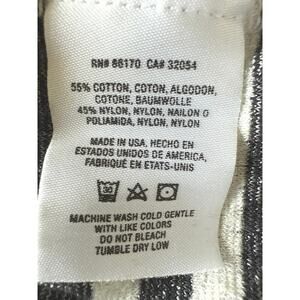 RN# 86170 CA# 32054
55% COTTON, COTON, ALGODON,
COTONE, BAUMWOLLE
45% NYLON, NYLON, NAILON O
POLIAMIDA, NYLON, NYLON
MADE IN USA, HECHO EN
ESTADOS UNIDOS DE AMERICA,
FABRIQUÉ EN ETATS-UNIS
30
MACHINE WASH COLD GENTLE
WITH LIKE COLORS
DO NOT BLEACH
TUMBLE DRY LOW